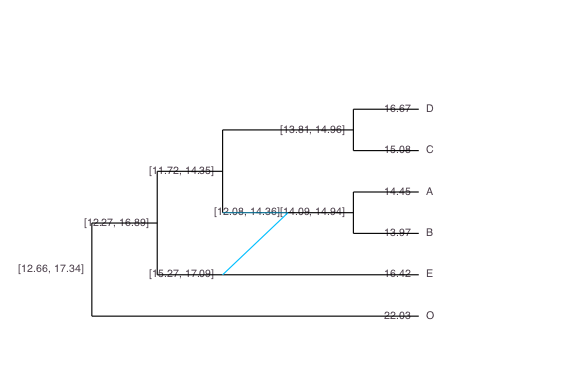 16.67 D
[13.81, 14.96]
15.08 C
[11.72, 14.35]
14.45 A
[12.08, 14.36][14.09, 14.94]
[12.27, 16.89]
13.97 B
[12.66, 17.34]
[15.27, 17.09]
16.42 E
22.03 O